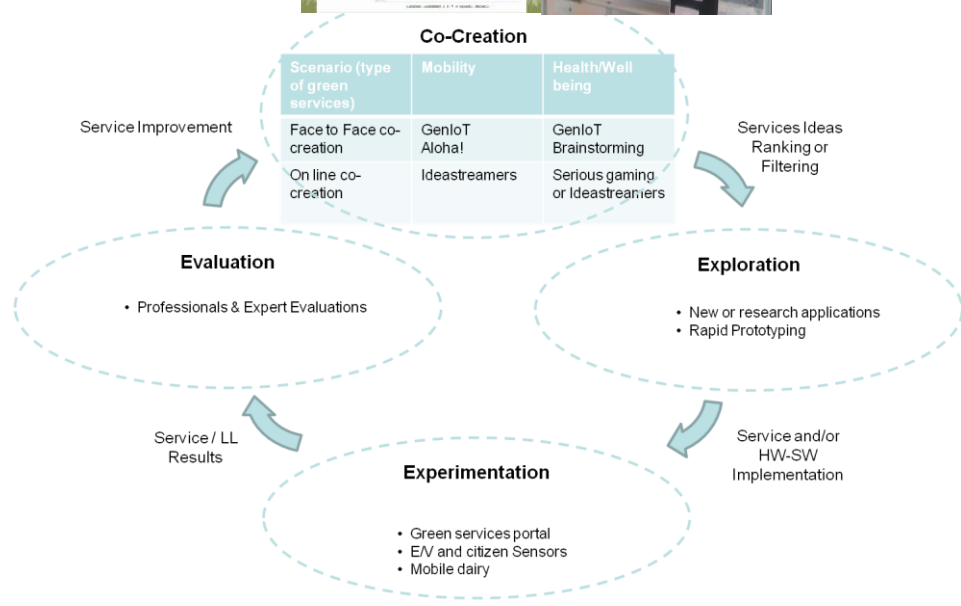 Co-Creation
Scenario (type
of green
services)
Mobility
Health/Well
being
Face to Face co-
creation
GenIoT
Aloha!
GenIoT
Brainstorming
On line co-
creation
Ideastreamers
Serious gaming
or Ideastreamers
Service Improvement
Services Ideas
Ranking or
Filtering
Evaluation
• Professionals & Expert Evaluations
Exploration
• New or research applications
• Rapid Prototyping
Service / LL
Results
Service and/or
HW-SW
Implementation
Experimentation
• Green services portal
• E/V and citizen Sensors
• Mobile dairy